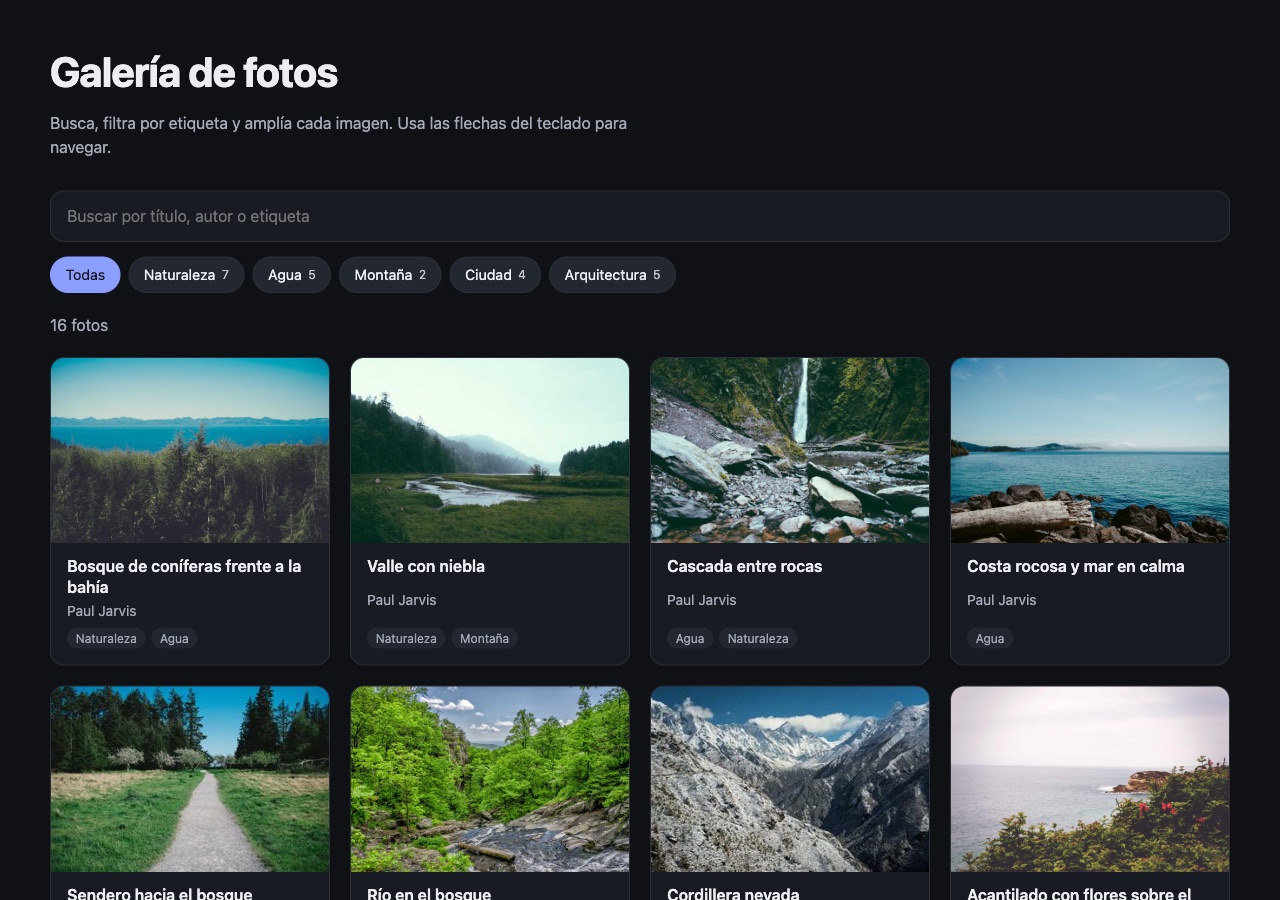 Galería de fotos
Busca, filtra por etiqueta y amplía cada imagen. Usa las flechas del teclado para
navegar.
Buscar por título, autor o etiqueta
Todas Naturaleza 7 Agua 5 Montaña 2 Ciudad 4 Arquitectura 5
16 fotos
Bosque de coníferas frente a la
bahía
Paul Jarvis
Naturaleza Agua
Valle con niebla
Paul Jarvis
Naturaleza Montaña
Cascada entre rocas
Paul Jarvis
Agua Naturaleza
Costa rocosa y mar en calma
Paul Jarvis
Agua
Sendero hacia el bosque
Río en el bosque
Cordillera nevada
Acantilado con flores sobre el